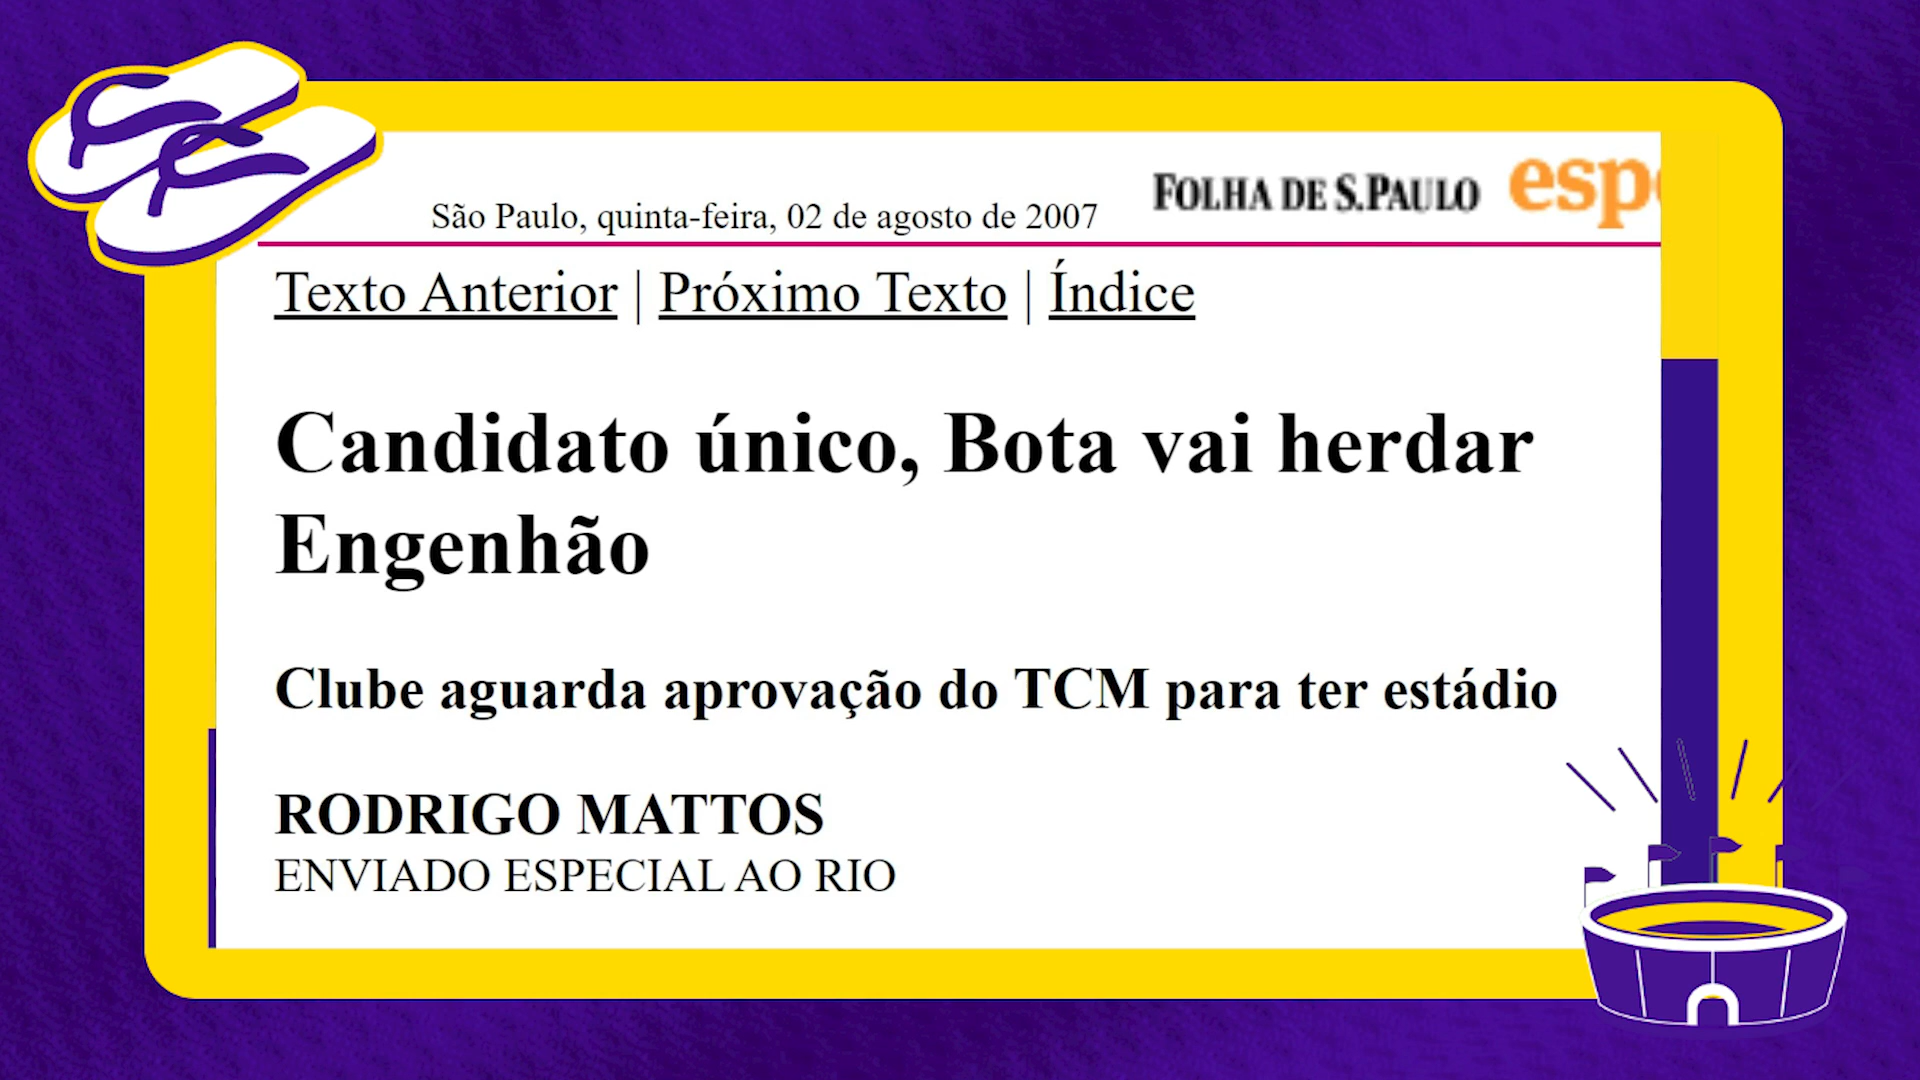 FOLHA DE S.PAULO
São Paulo, quinta-feira, 02 de agosto de 2007
Texto Anterior | Próximo Texto | Índice
Candidato único, Bota vai herdar
Engenhão
Clube aguarda aprovação do TCM para ter estádio
RODRIGO MATTOS
ENVIADO ESPECIAL AO RIO